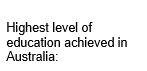 Highest level of
education achieved in
Australia: